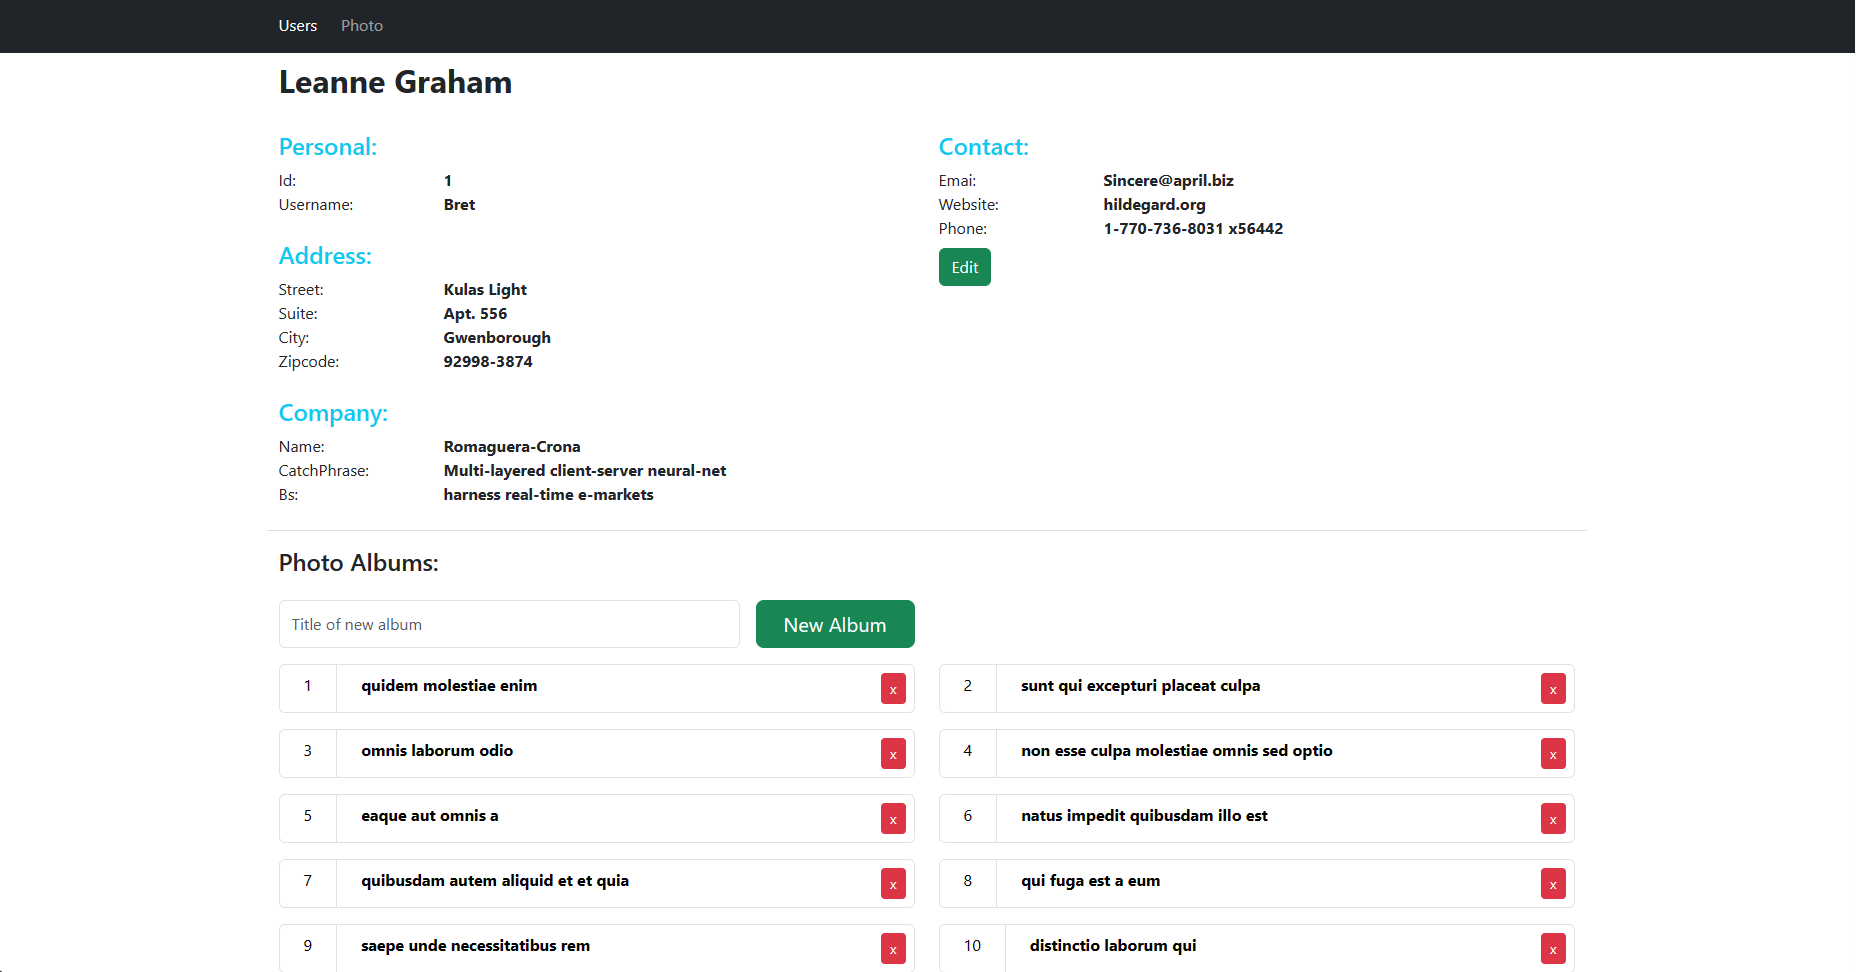 Users Photo
Leanne Graham
Personal:
Id: 1
Username: Bret
Address:
Street: Kulas Light
Suite: Apt. 556
City: Gwenborough
Zipcode: 92998-3874
Company:
Name: Romaguera-Crona
CatchPhrase: Multi-layered client-server neural-net
Bs: harness real-time e-markets
Contact:
Emai: Sincere@april.biz
Website: hildegard.org
Phone: 1-770-736-8031 x56442
Edit
Photo Albums:
Title of new album New Album
1 quidem molestiae enim x
2 sunt qui excepturi placeat culpa x
3 omnis laborum odio x
4 non esse culpa molestiae omnis sed optio x
5 eaque aut omnis a x
6 natus impedit quibusdam illo est x
7 quibusdam autem aliquid et et quia x
8 qui fuga est a eum x
9 saepe unde necessitatibus rem x
10 distinctio laborum qui x